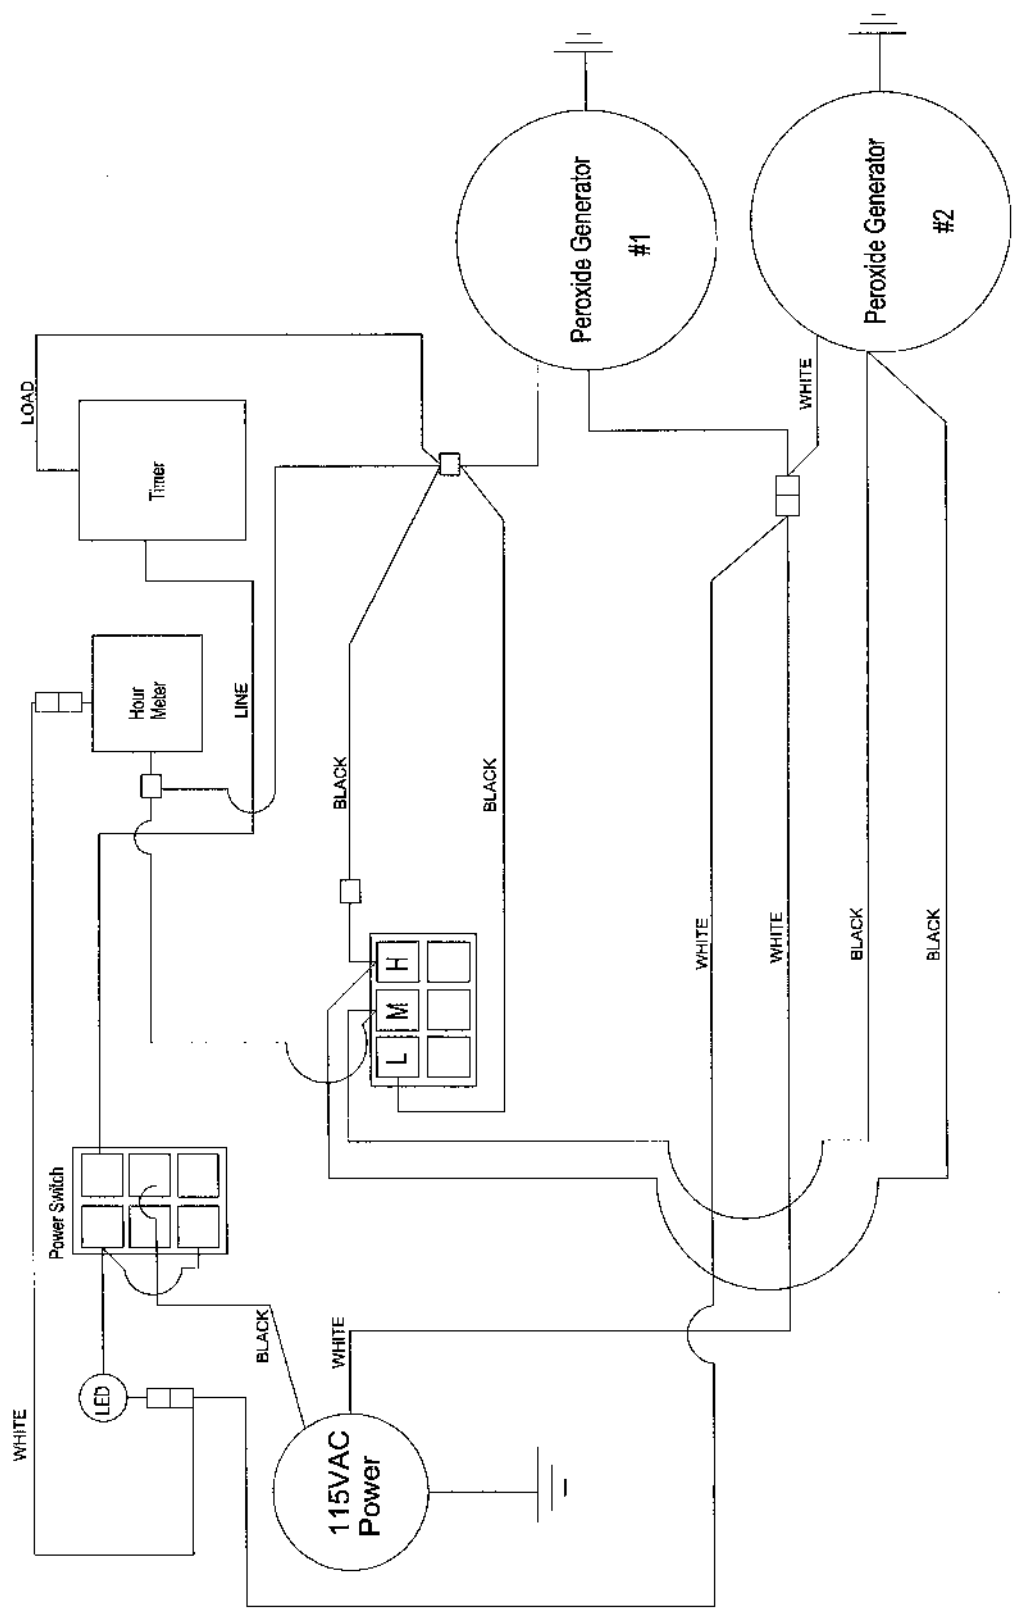 LOAD
Timer
Hour
Meter
LINE
Peroxide Generator
#1
Peroxide Generator
#2
WHITE
BLACK
BLACK
WHITE
WHITE
BLACK
BLACK
L
M
H
Power Switch
BLACK
WHITE
LED
WHITE
115VAC
Power